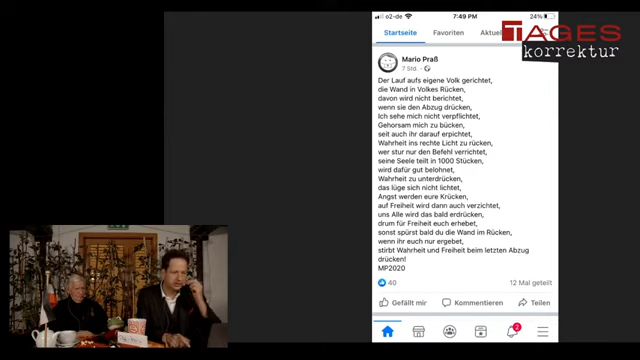 o2-de
7:49 PM
24%
Startseite
Favoriten
TAGES
korrektur
Mario Praß
7 Std.
Der Lauf aufs eigene Volk gerichtet,
die Wand in Volkes Rücken,
davon wird nicht berichtet,
wenn sie den Abzug drücken,
Ich sehe mich nicht verpflichtet,
Gehorsam mich zu bücken,
seit auch ihr darauf erpichtet,
Wahrheit ins rechte Licht zu rücken,
wer stur nur den Befehl verrichtet,
seine Seele teilt in 1000 Stücken,
wird dafür gut belohnet,
Wahrheit zu unterdrücken,
das lüge sich nicht lichtet,
Angst werden eure Krücken,
auf Freiheit wird dann auch verzichtet,
uns Alle wird das bald erdrücken,
drum für Freiheit euch erhebet,
sonst spürst bald du die Wand im Rücken,
wenn ihr euch nur ergebet,
stirbt Wahrheit und Freiheit beim letzten Abzug
drücken!
MP2020
40
12 Mal geteilt
Gefällt mir
Kommentieren
Teilen
2